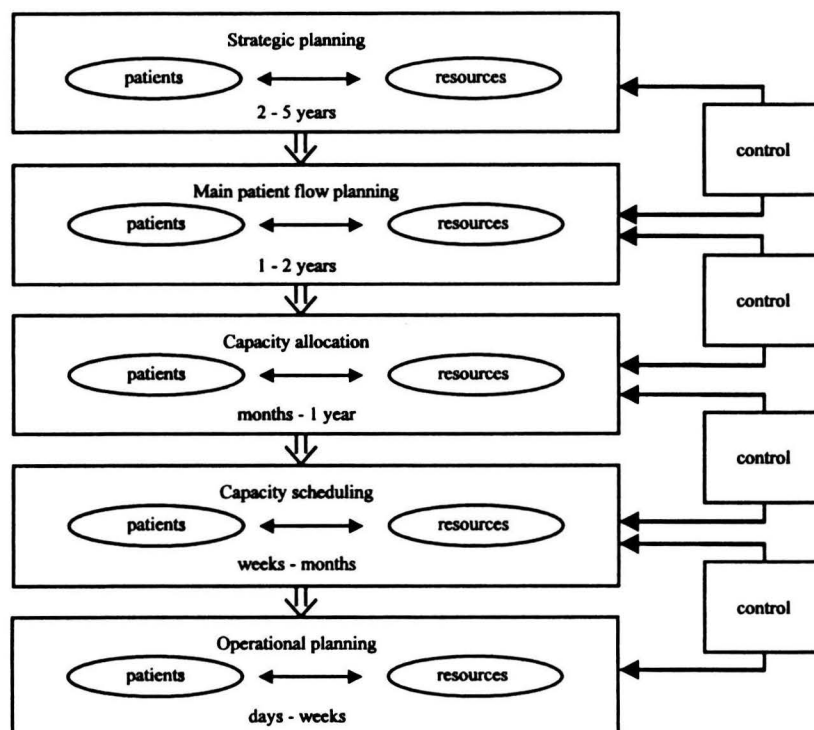 Strategic planning
patients resources
2 - 5 years
control
Main patient flow planning
patients resources
1 - 2 years
control
Capacity allocation
patients resources
months - 1 year
control
Capacity scheduling
patients resources
weeks - months
control
Operational planning
patients resources
days - weeks